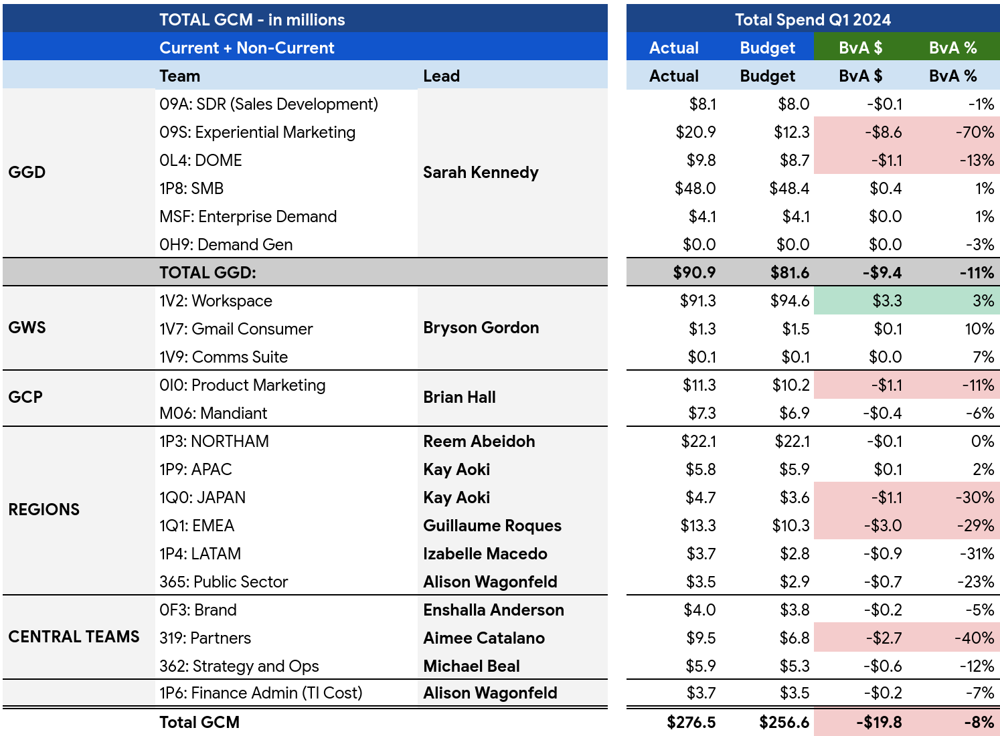 TOTAL GCM - in millions Total Spend Q1 2024
Current + Non-Current Actual Budget BvA $ BvA %
Team Lead Actual Budget BvA $ BvA %
09A: SDR (Sales Development) $8.1 $8.0 -$0.1 -1%
09S: Experiential Marketing $20.9 $12.3 -$8.6 -70%
0L4: DOME $9.8 $8.7 -$1.1 -13%
GGD Sarah Kennedy
1P8: SMB $48.0 $48.4 $0.4 1%
MSF: Enterprise Demand $4.1 $4.1 $0.0 1%
0H9: Demand Gen $0.0 $0.0 $0.0 -3%
TOTAL GGD: $90.9 $81.6 -$9.4 -11%
1V2: Workspace $91.3 $94.6 $3.3 3%
GWS 1V7: Gmail Consumer Bryson Gordon $1.3 $1.5 $0.1 10%
1V9: Comms Suite $0.1 $0.1 $0.0 7%
0I0: Product Marketing $11.3 $10.2 -$1.1 -11%
GCP Brian Hall
M06: Mandiant $7.3 $6.9 -$0.4 -6%
1P3: NORTHAM Reem Abeidoh $22.1 $22.1 -$0.1 0%
1P9: APAC Kay Aoki $5.8 $5.9 $0.1 2%
1Q0: JAPAN Kay Aoki $4.7 $3.6 -$1.1 -30%
REGIONS
1Q1: EMEA Guillaume Roques $13.3 $10.3 -$3.0 -29%
1P4: LATAM Izabelle Macedo $3.7 $2.8 -$0.9 -31%
365: Public Sector Alison Wagonfeld $3.5 $2.9 -$0.7 -23%
0F3: Brand Enshalla Anderson $4.0 $3.8 -$0.2 -5%
CENTRAL TEAMS 319: Partners Aimee Catalano $9.5 $6.8 -$2.7 -40%
362: Strategy and Ops Michael Beal $5.9 $5.3 -$0.6 -12%
1P6: Finance Admin (TI Cost) Alison Wagonfeld $3.7 $3.5 -$0.2 -7%
Total GCM $276.5 $256.6 -$19.8 -8%